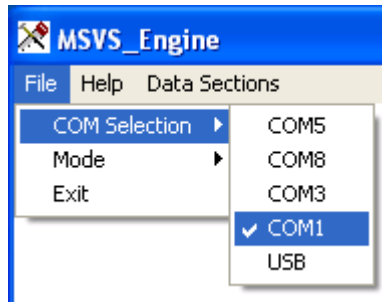 MSVS_Engine
File Help Data Sections
COM Selection COM5
Mode COM8
Exit COM3
COM1
USB